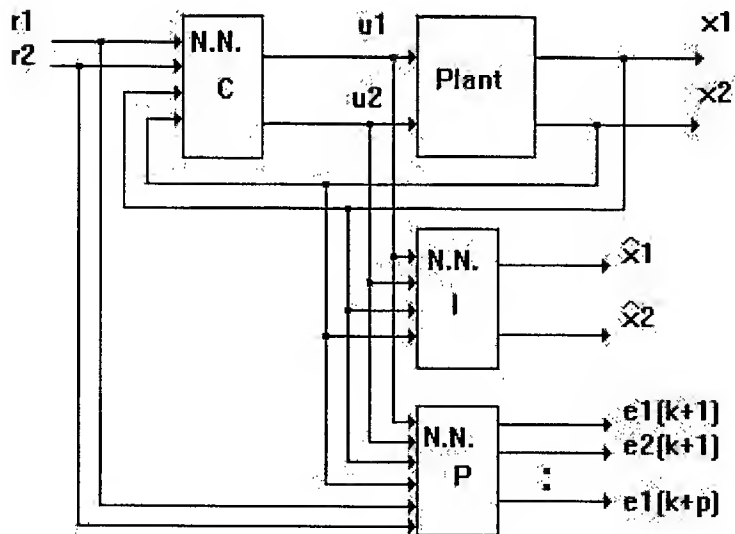 r1
r2
N.N.
C
u1
u2
Plant
x1
x2
N.N.
I
x̂1
x̂2
N.N.
P
e1(k+1)
e2(k+1)
:
e1(k+p)